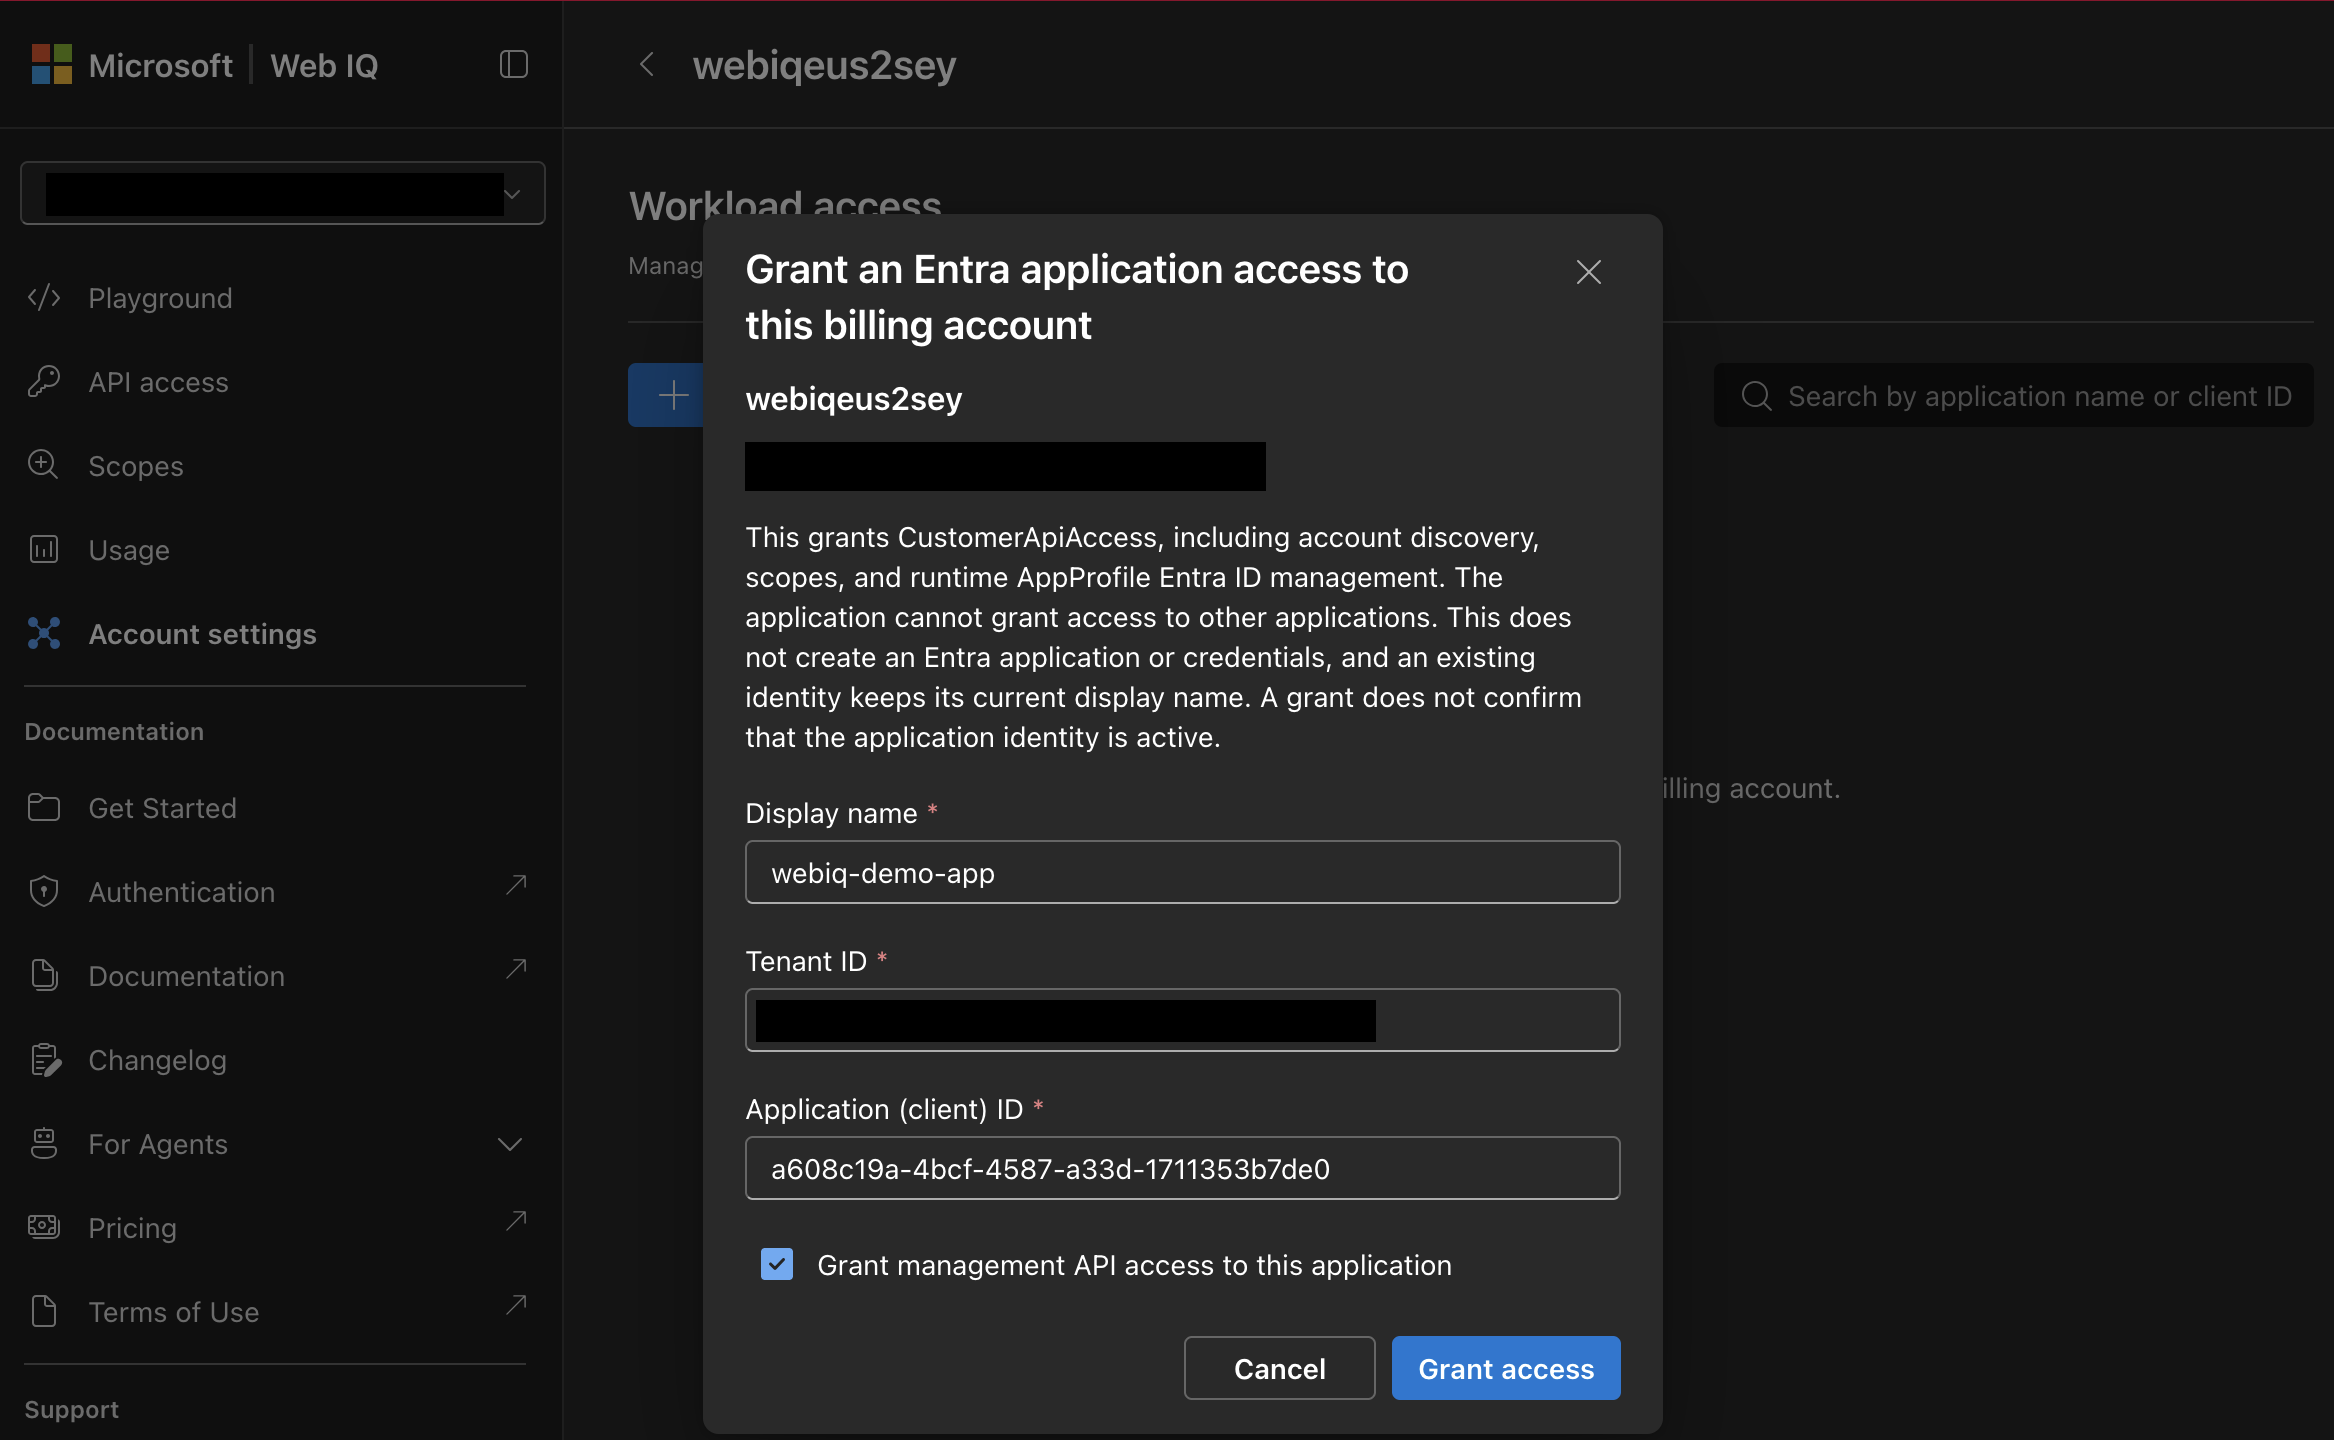 Microsoft | Web IQ
Playground
API access
Scopes
Usage
Account settings
Documentation
Get Started
Authentication
Documentation
Changelog
For Agents
Pricing
Terms of Use
Support
webiqeus2sey
Workload access
Manag
Search by application name or client ID
illing account.
Grant an Entra application access to
this billing account
webiqeus2sey
This grants CustomerApiAccess, including account discovery,
scopes, and runtime AppProfile Entra ID management. The
application cannot grant access to other applications. This does
not create an Entra application or credentials, and an existing
identity keeps its current display name. A grant does not confirm
that the application identity is active.
Display name *
webiq-demo-app
Tenant ID *
Application (client) ID *
a608c19a-4bcf-4587-a33d-1711353b7de0
Grant management API access to this application
Cancel
Grant access